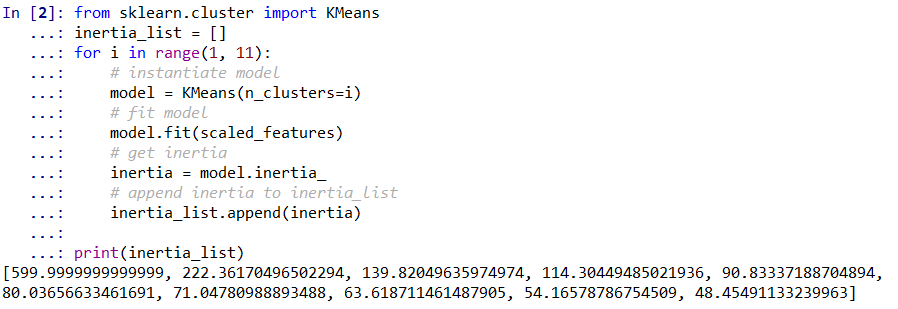 In [2]: from sklearn.cluster import KMeans
   ...: inertia_list = []
   ...: for i in range(1, 11):
   ...:     # instantiate model
   ...:     model = KMeans(n_clusters=i)
   ...:     # fit model
   ...:     model.fit(scaled_features)
   ...:     # get inertia
   ...:     inertia = model.inertia_
   ...:     # append inertia to inertia_list
   ...:     inertia_list.append(inertia)
   ...:
   ...: print(inertia_list)
[599.9999999999999, 222.36170496502294, 139.82049635974974, 114.30449485021936, 90.83337188704894,
80.03656633461691, 71.04780988893488, 63.618711461487905, 54.16578786754509, 48.45491133239963]